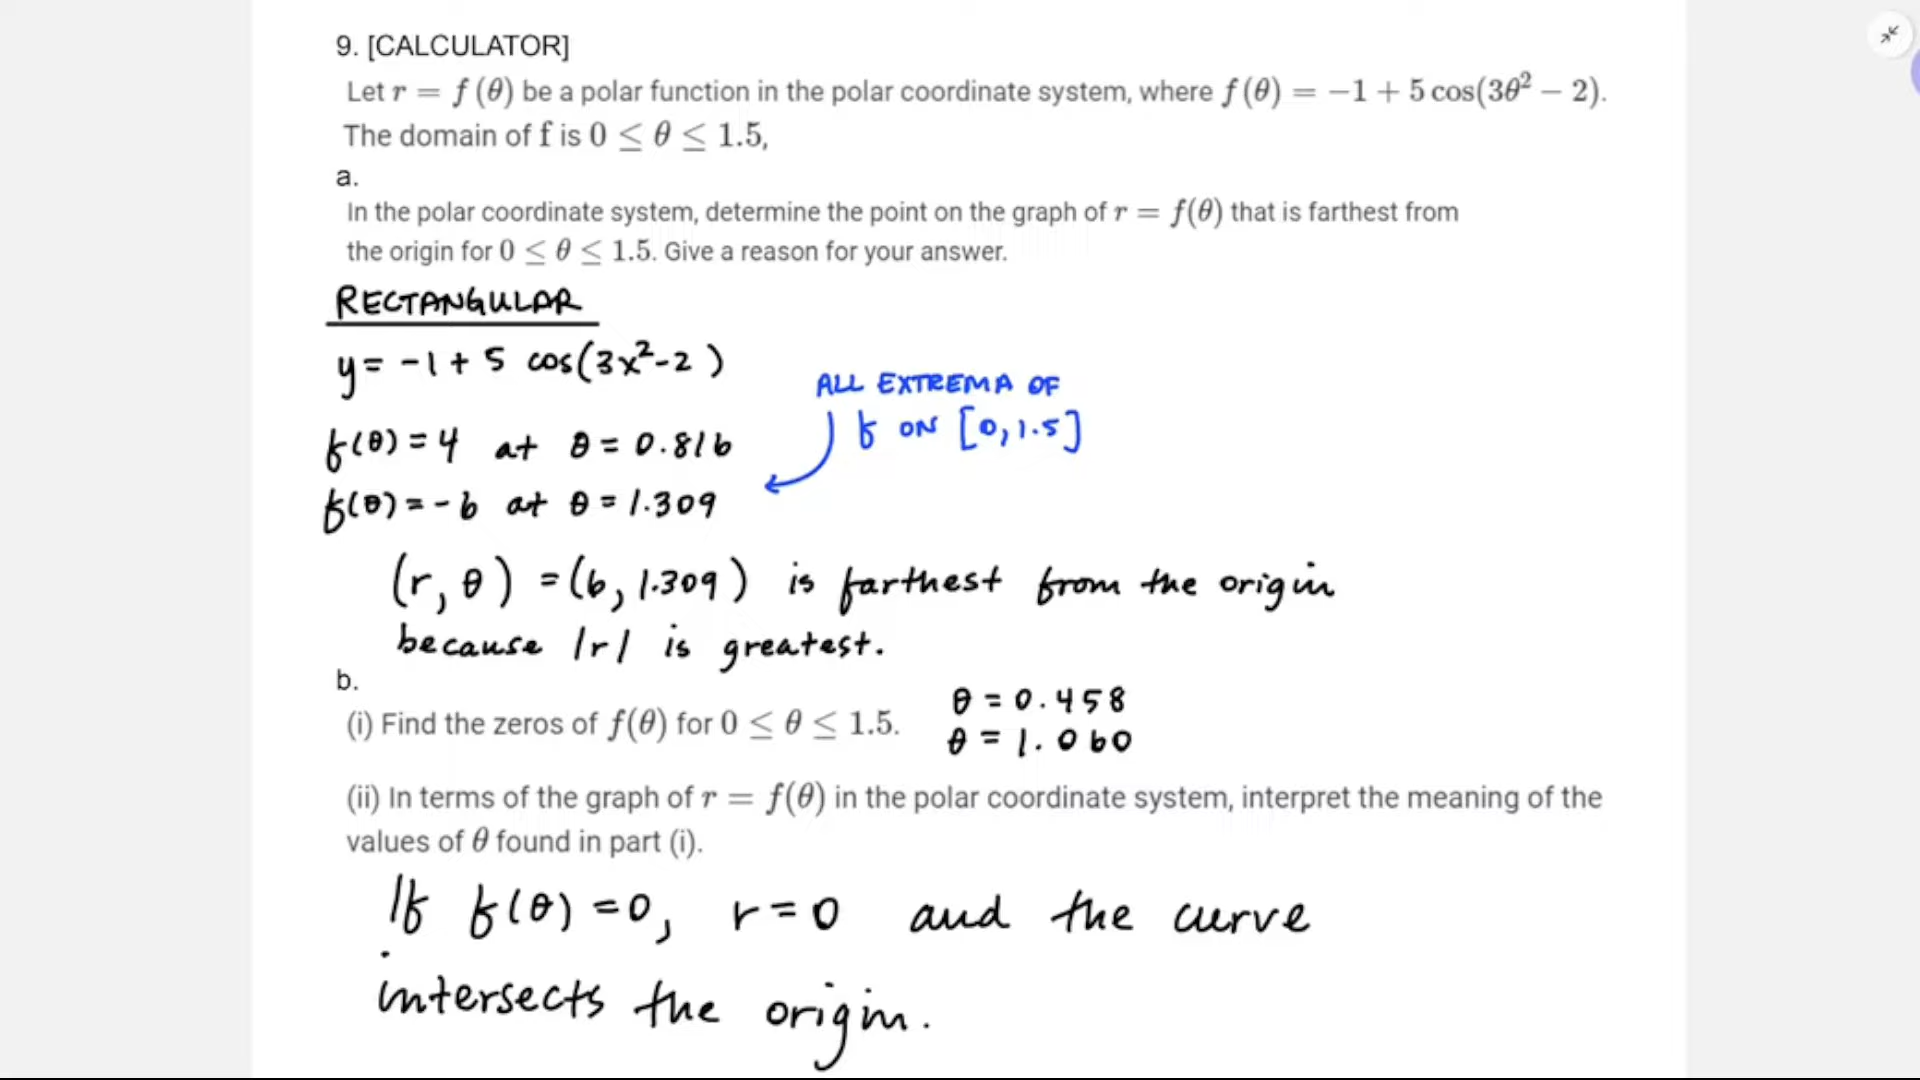 9. [CALCULATOR]
Let r = f (θ) be a polar function in the polar coordinate system, where f (θ) = −1 + 5 cos(3θ² − 2).
The domain of f is 0 ≤ θ ≤ 1.5,
a.
In the polar coordinate system, determine the point on the graph of r = f(θ) that is farthest from
the origin for 0 ≤ θ ≤ 1.5. Give a reason for your answer.
RECTANGULAR
y = -1 + 5 cos(3x²-2)
ALL EXTREMA OF
f ON [0,1.5]
f(θ) = 4 at θ = 0.816
f(θ) = -6 at θ = 1.309
(r, θ) = (6, 1.309) is farthest from the origin
because |r| is greatest.
b.
(i) Find the zeros of f(θ) for 0 ≤ θ ≤ 1.5.
θ = 0.458
θ = 1.060
(ii) In terms of the graph of r = f(θ) in the polar coordinate system, interpret the meaning of the
values of θ found in part (i).
If f(θ) = 0, r = 0 and the curve
intersects the origin.